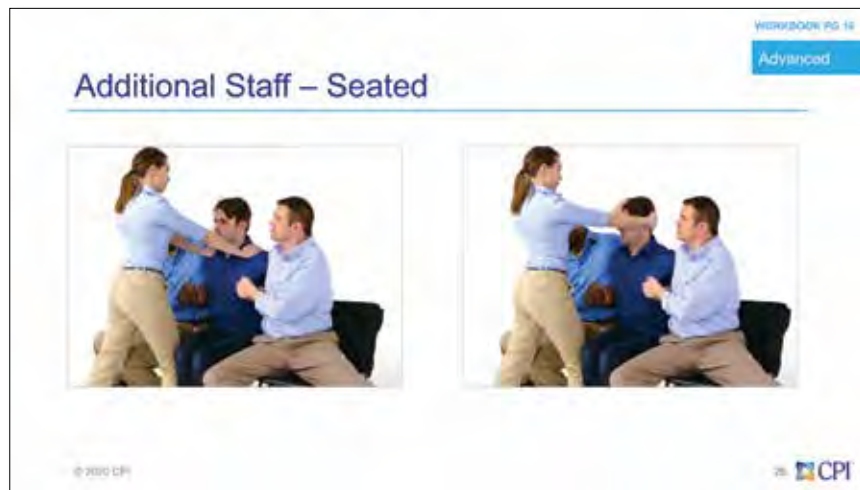 WORKBOOK PG 16
Advanced
Additional Staff – Seated
© 2020 CPI
26 CPI